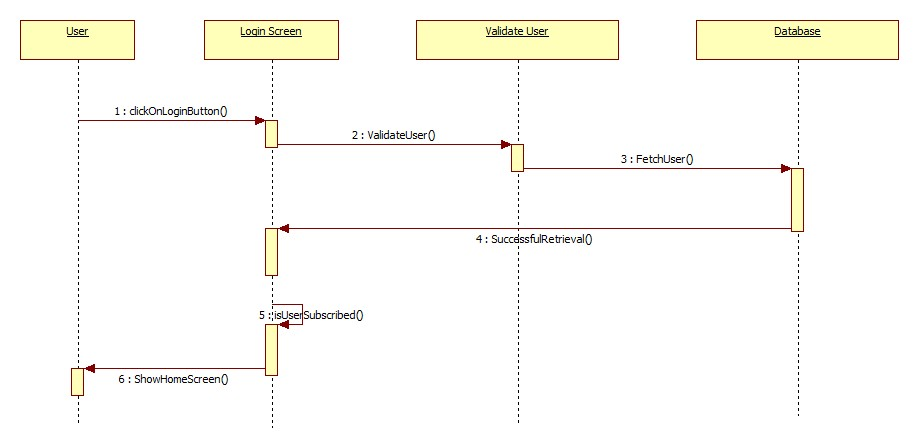 User
Login Screen
Validate User
Database
1 : clickOnLoginButton()
2 : ValidateUser()
3 : FetchUser()
4 : SuccessfulRetrieval()
5 : isUserSubscribed()
6 : ShowHomeScreen()